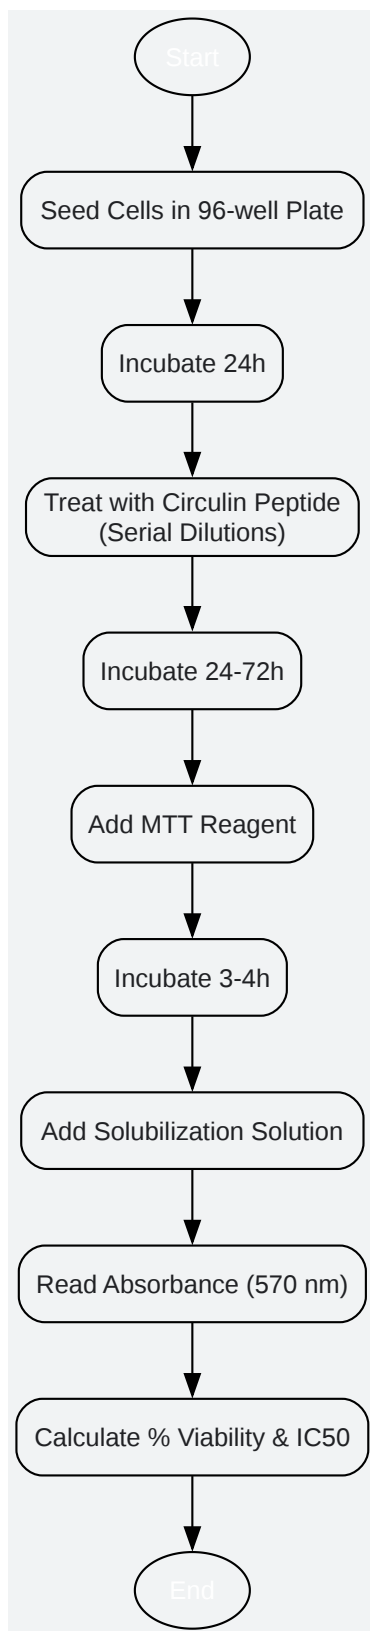 Start
Seed Cells in 96-well Plate
Incubate 24h
Treat with Circulin Peptide
(Serial Dilutions)
Incubate 24-72h
Add MTT Reagent
Incubate 3-4h
Add Solubilization Solution
Read Absorbance (570 nm)
Calculate % Viability & IC50
End